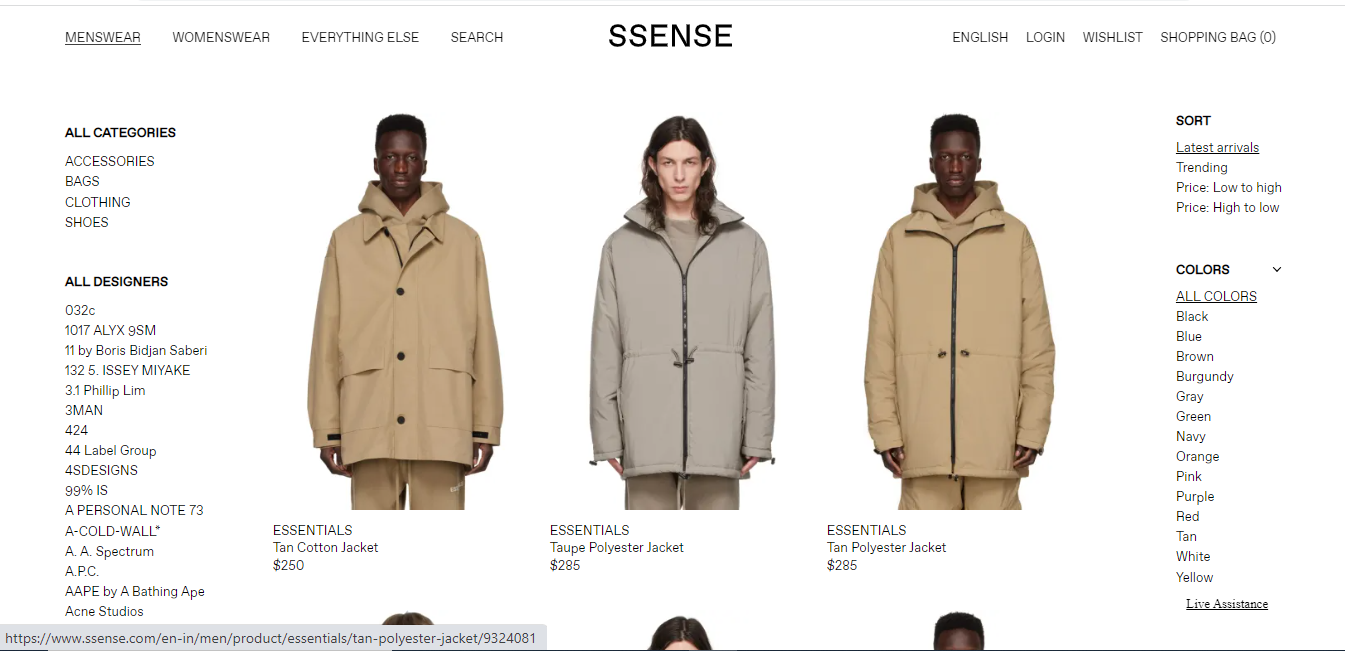 MENSWEAR WOMENSWEAR EVERYTHING ELSE SEARCH SSENSE ENGLISH LOGIN WISHLIST SHOPPING BAG (0)
ALL CATEGORIES
ACCESSORIES
BAGS
CLOTHING
SHOES
ALL DESIGNERS
032c
1017 ALYX 9SM
11 by Boris Bidjan Saberi
132 5. ISSEY MIYAKE
3.1 Phillip Lim
3MAN
424
44 Label Group
4SDESIGNS
99% IS
A PERSONAL NOTE 73
A-COLD-WALL*
A. A. Spectrum
A.P.C.
AAPE by A Bathing Ape
Acne Studios
ESSENTIALS
Tan Cotton Jacket
$250
ESSENTIALS
Taupe Polyester Jacket
$285
ESSENTIALS
Tan Polyester Jacket
$285
SORT
Latest arrivals
Trending
Price: Low to high
Price: High to low
COLORS
ALL COLORS
Black
Blue
Brown
Burgundy
Gray
Green
Navy
Orange
Pink
Purple
Red
Tan
White
Yellow
Live Assistance
https://www.ssense.com/en-in/men/product/essentials/tan-polyester-jacket/9324081